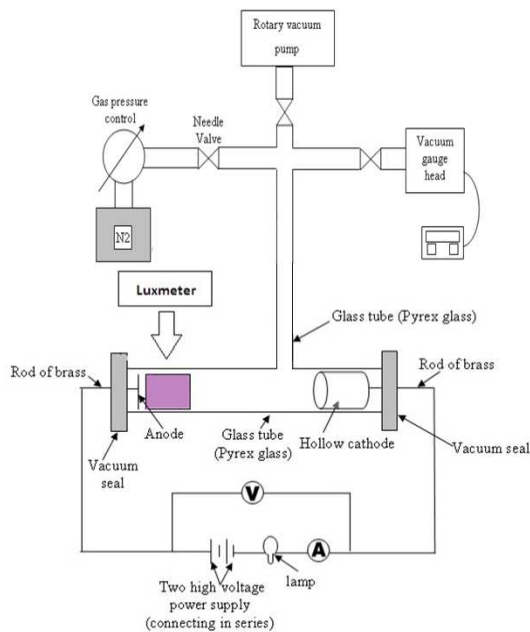 Rotary vacuum
pump
Gas pressure
control
Needle
Valve
Vacuum
gauge
head
N2
Luxmeter
Glass tube (Pyrex glass)
Rod of brass
Rod of brass
Anode
Glass tube
(Pyrex glass)
Hollow cathode
Vacuum
seal
Vacuum seal
V
A
lamp
Two high voltage
power supply
(connecting in series)